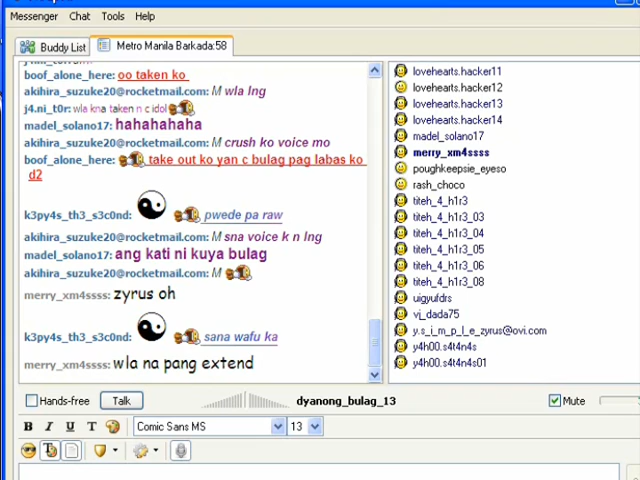 Messenger Chat Tools Help
Buddy List Metro Manila Barkada:58
boof_alone_here: oo taken ko
akihira_suzuke20@rocketmail.com: M wla lng
j4.ni_t0r: wla kna taken n c idol
madel_solano17: hahahahaha
akihira_suzuke20@rocketmail.com: M crush ko voice mo
boof_alone_here: take out ko yan c bulag pag labas ko
d2
k3py4s_th3_s3c0nd: pwede pa raw
akihira_suzuke20@rocketmail.com: M sna voice k n lng
madel_solano17: ang kati ni kuya bulag
akihira_suzuke20@rocketmail.com: M
merry_xm4ssss: zyrus oh
k3py4s_th3_s3c0nd: sana wafu ka
merry_xm4ssss: wla na pang extend
lovehearts.hacker11
lovehearts.hacker12
lovehearts.hacker13
lovehearts.hacker14
madel_solano17
merry_xm4ssss
poughkeepsie_eyeso
rash_choco
titeh_4_h1r3
titeh_4_h1r3_03
titeh_4_h1r3_04
titeh_4_h1r3_05
titeh_4_h1r3_06
titeh_4_h1r3_08
uigyufdrs
vj_dada75
y.s_i_m_p_l_e_zyrus@ovi.com
y4h00.s4t4n4s
y4h00.s4t4n4s01
Hands-free Talk dyanong_bulag_13 Mute
B I U T Comic Sans MS 13